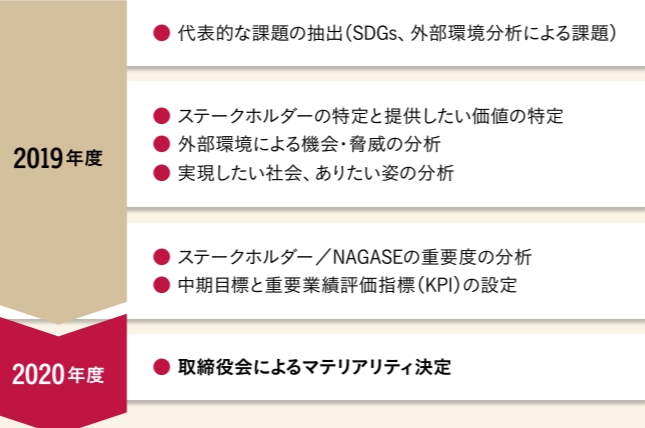 ● 代表的な課題の抽出（SDGs、外部環境分析による課題）
2019年度
● ステークホルダーの特定と提供したい価値の特定
● 外部環境による機会・脅威の分析
● 実現したい社会、ありたい姿の分析
● ステークホルダー／NAGASEの重要度の分析
● 中期目標と重要業績評価指標（KPI）の設定
2020年度
● 取締役会によるマテリアリティ決定